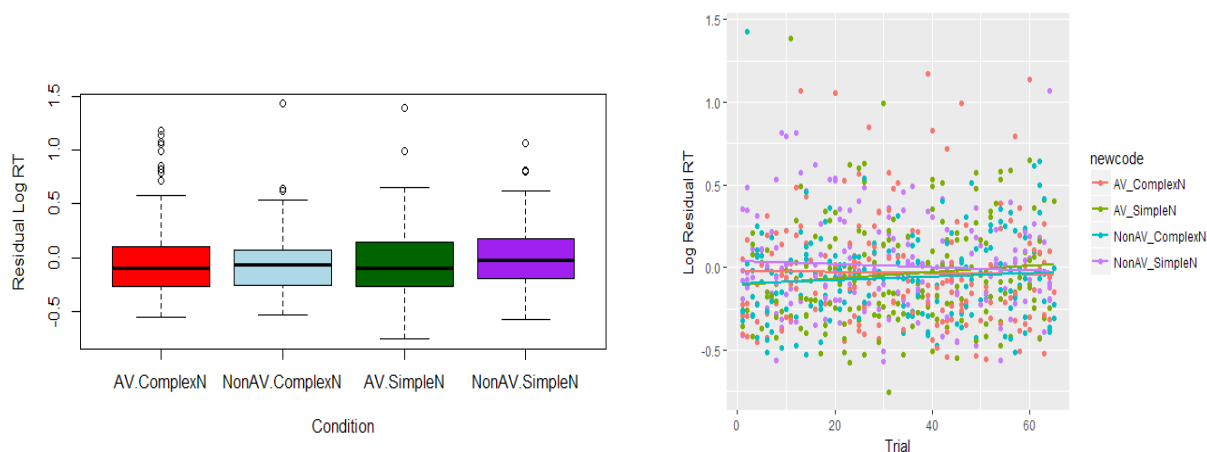 Residual Log RT
1.5
1.0
0.5
0.0
-0.5
AV.ComplexN NonAV.ComplexN AV.SimpleN NonAV.SimpleN
Condition
Log Residual RT
1.5
1.0
0.5
0.0
-0.5
0 20 40 60
Trial
newcode
AV_ComplexN
AV_SimpleN
NonAV_ComplexN
NonAV_SimpleN